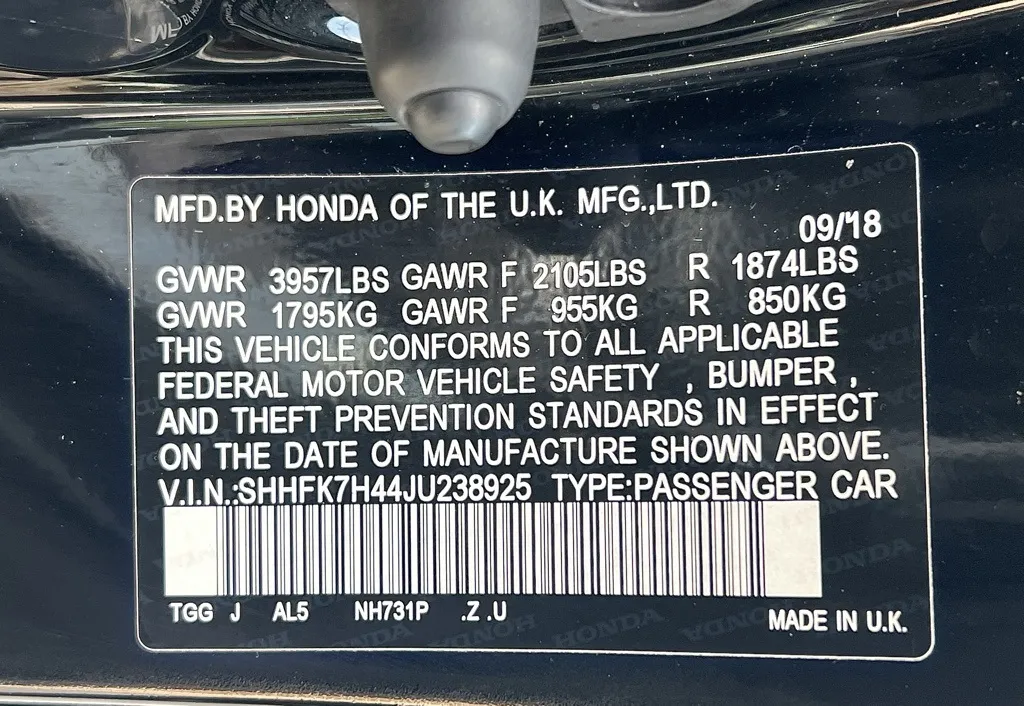 MFD.BY HONDA OF THE U.K. MFG.,LTD.
09/'18
GVWR 3957LBS GAWR F 2105LBS R 1874LBS
GVWR 1795KG GAWR F 955KG R 850KG
THIS VEHICLE CONFORMS TO ALL APPLICABLE
FEDERAL MOTOR VEHICLE SAFETY , BUMPER ,
AND THEFT PREVENTION STANDARDS IN EFFECT
ON THE DATE OF MANUFACTURE SHOWN ABOVE.
V.I.N.:SHHFK7H44JU238925 TYPE:PASSENGER CAR
TGG J AL5 NH731P .Z .U
MADE IN U.K.
HONDA